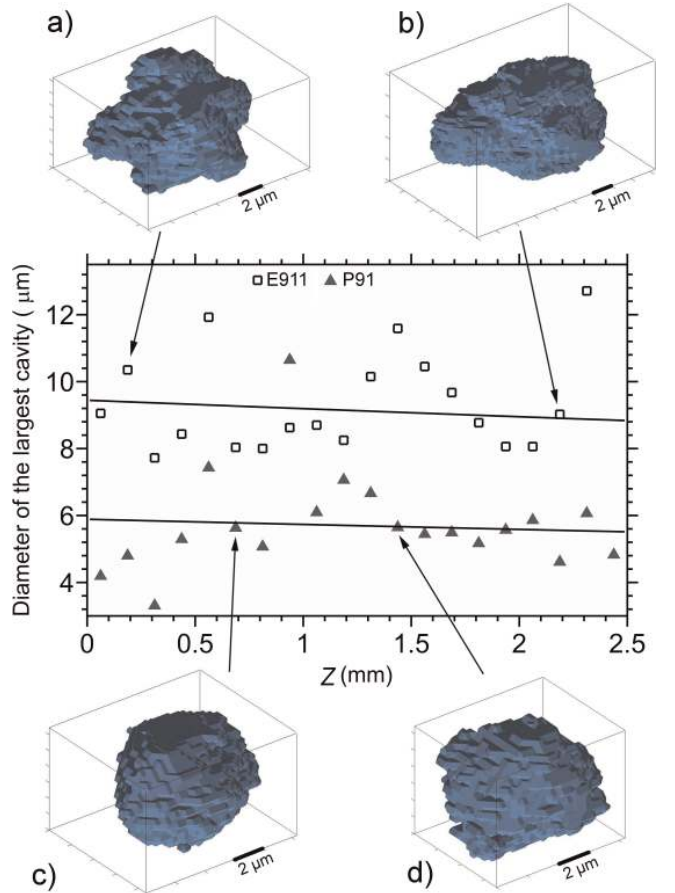 a)
b)
2 µm
2 µm
E911
P91
Diameter of the largest cavity ( µm)
12
10
8
6
4
0
0.5
1
1.5
2
2.5
Z (mm)
2 µm
2 µm
c)
d)